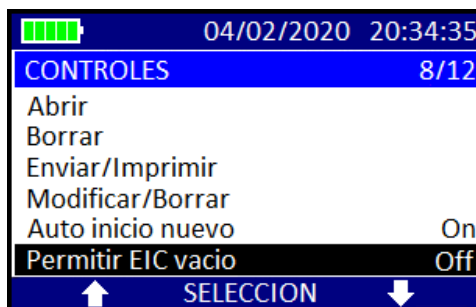 04/02/2020 20:34:35
CONTROLES 8/12
Abrir
Borrar
Enviar/Imprimir
Modificar/Borrar
Auto inicio nuevo On
Permitir EIC vacio Off
SELECCION